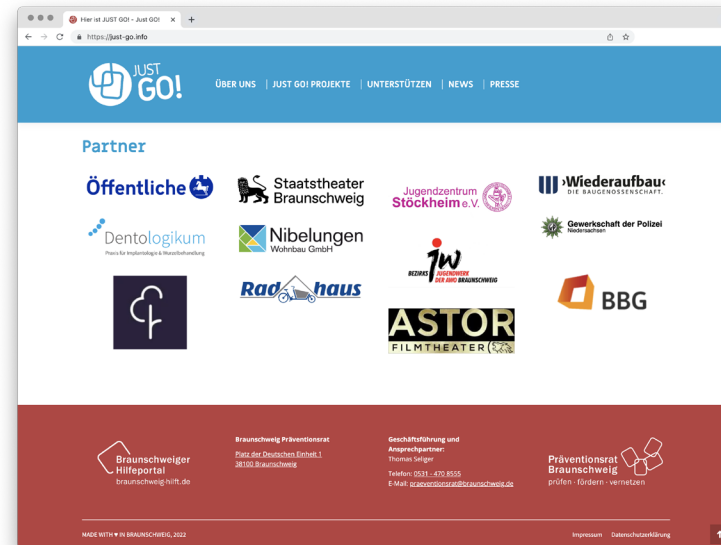 Hier ist JUST GO! - Just GO!
https://just-go.info
JUST
GO!
ÜBER UNS | JUST GO! PROJEKTE | UNTERSTÜTZEN | NEWS | PRESSE
Partner
Öffentliche
Staatstheater
Braunschweig
Jugendzentrum
Stöckheim e.V.
›Wiederaufbau‹
DIE BAUGENOSSENSCHAFT.
Dentologikum
Praxis für Implantologie & Wurzelbehandlung
Nibelungen
Wohnbau GmbH
Gewerkschaft der Polizei
Niedersachsen
jw
BEZIRKS JUGENDWERK
DER AWO BRAUNSCHWEIG
Rad haus
BBG
ASTOR
FILMTHEATER
Braunschweiger
Hilfeportal
braunschweig-hilft.de
Braunschweig Präventionsrat
Platz der Deutschen Einheit 1
38100 Braunschweig
Geschäftsführung und
Ansprechpartner:
Thomas Seliger
Telefon: 0531 - 470 8555
E-Mail: praeventionsrat@braunschweig.de
Präventionsrat
Braunschweig
prüfen · fördern · vernetzen
MADE WITH ♥ IN BRAUNSCHWEIG, 2022
Impressum Datenschutzerklärung